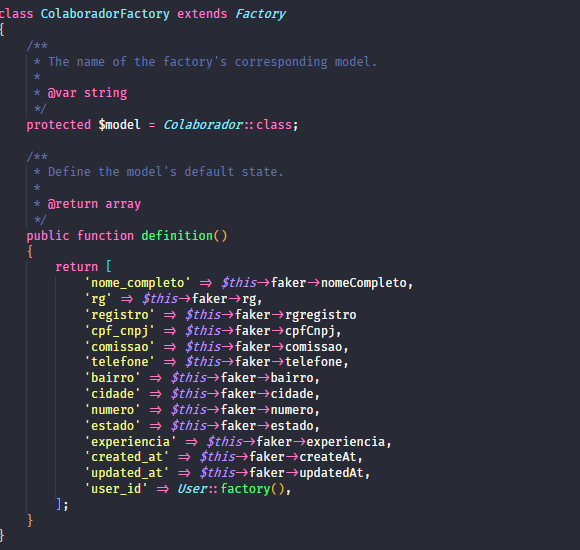 class ColaboradorFactory extends Factory
{
    /**
     * The name of the factory's corresponding model.
     *
     * @var string
     */
    protected $model = Colaborador::class;

    /**
     * Define the model's default state.
     *
     * @return array
     */
    public function definition()
    {
        return [
            'nome_completo' => $this->faker->nomeCompleto,
            'rg' => $this->faker->rg,
            'registro' => $this->faker->rgregistro
            'cpf_cnpj' => $this->faker->cpfCnpj,
            'comissao' => $this->faker->comissao,
            'telefone' => $this->faker->telefone,
            'bairro' => $this->faker->bairro,
            'cidade' => $this->faker->cidade,
            'numero' => $this->faker->numero,
            'estado' => $this->faker->estado,
            'experiencia' => $this->faker->experiencia,
            'created_at' => $this->faker->createAt,
            'updated_at' => $this->faker->updatedAt,
            'user_id' => User::factory(),
        ];
    }
}